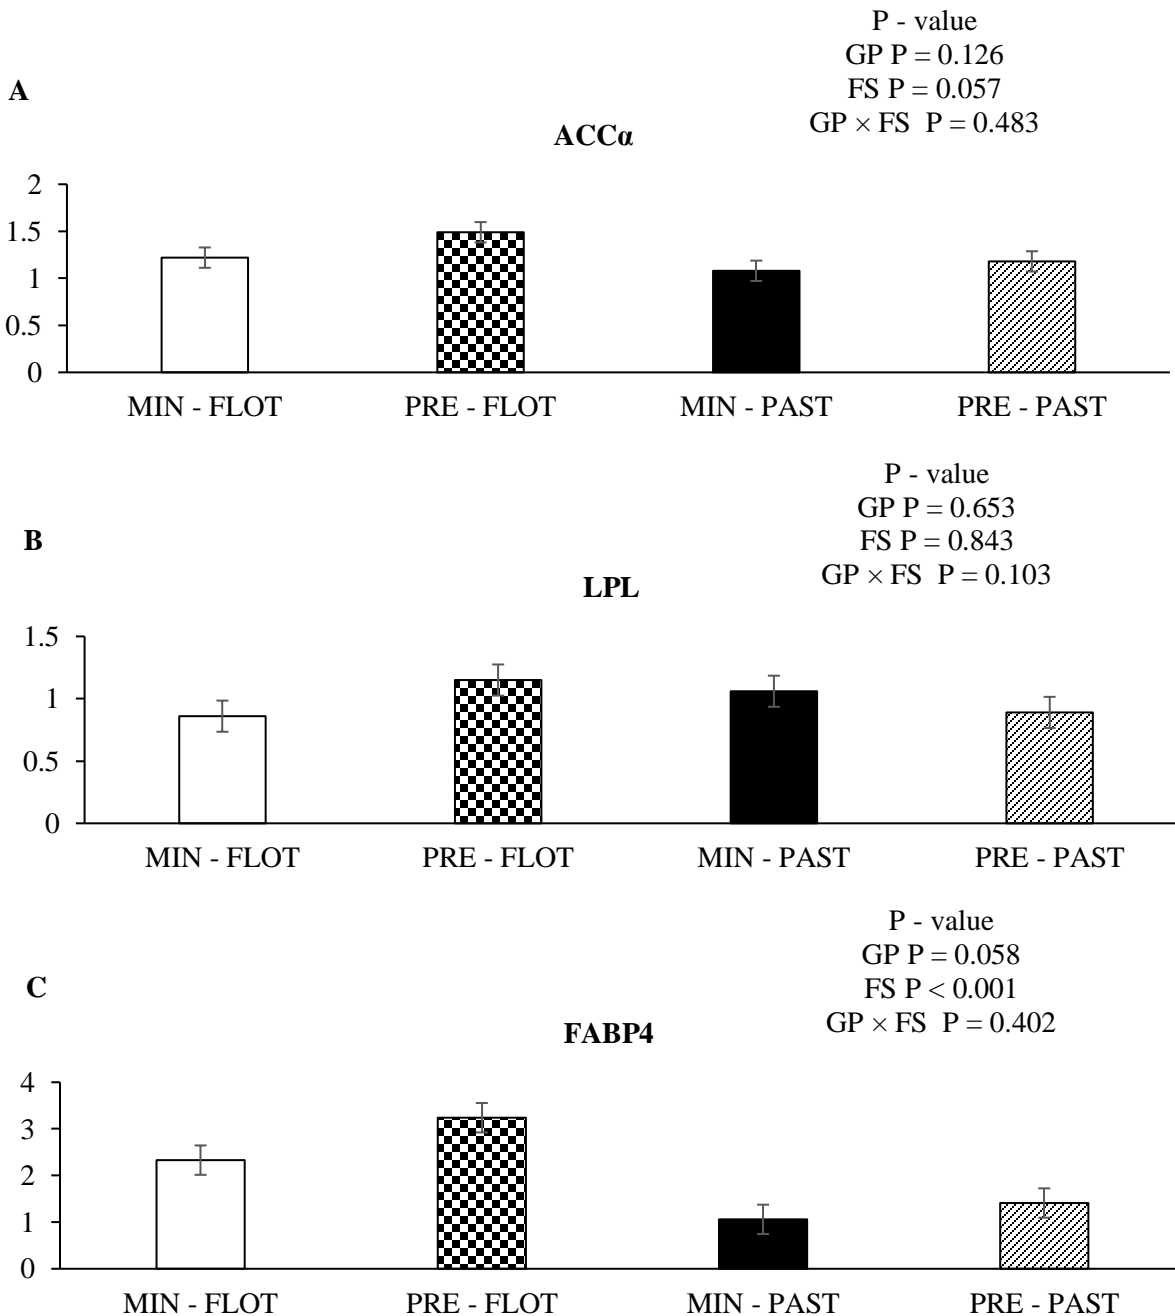 P - value
GP P = 0.126
FS P = 0.057
GP × FS P = 0.483
A
ACCα
2
1.5
1
0.5
0
MIN - FLOT PRE - FLOT MIN - PAST PRE - PAST
P - value
GP P = 0.653
FS P = 0.843
GP × FS P = 0.103
B
LPL
1.5
1
0.5
0
MIN - FLOT PRE - FLOT MIN - PAST PRE - PAST
P - value
GP P = 0.058
FS P < 0.001
GP × FS P = 0.402
C
FABP4
4
3
2
1
0
MIN - FLOT PRE - FLOT MIN - PAST PRE - PAST